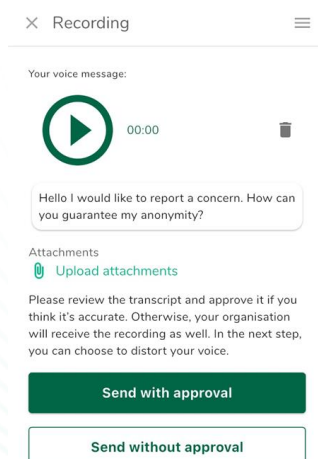 Recording
Your voice message:
00:00
Hello I would like to report a concern. How can
you guarantee my anonymity?
Attachments
Upload attachments
Please review the transcript and approve it if you
think it’s accurate. Otherwise, your organisation
will receive the recording as well. In the next step,
you can choose to distort your voice.
Send with approval
Send without approval